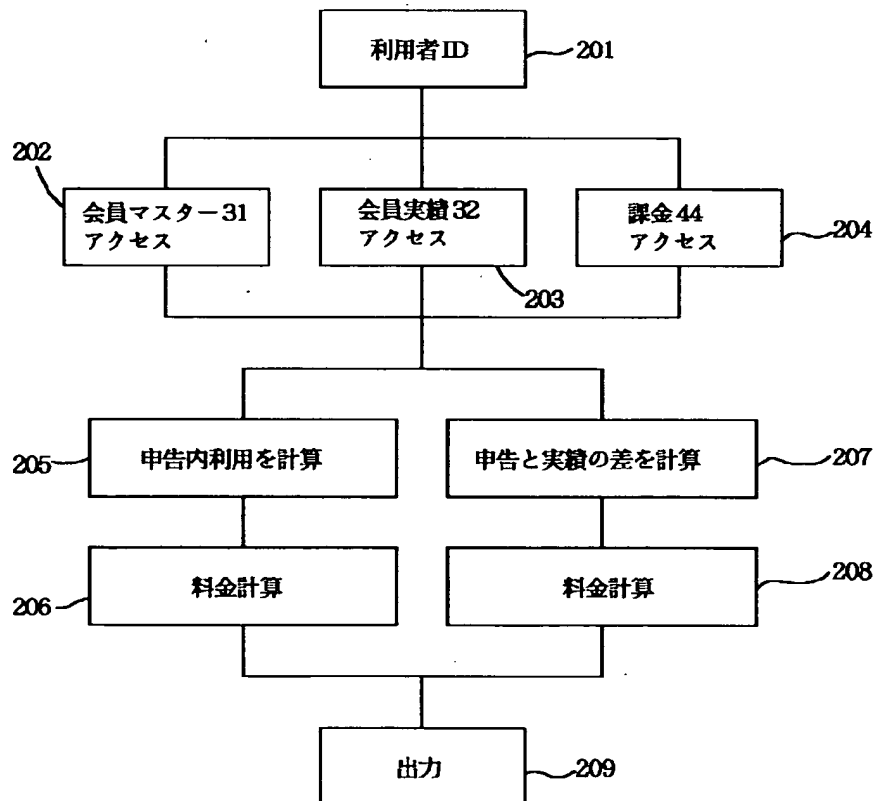 利用者ID
201
202
会員マスター31
アクセス
会員実績32
アクセス
課金44
アクセス
204
203
申告内利用を計算
申告と実績の差を計算
205
207
料金計算
料金計算
206
208
出力
209